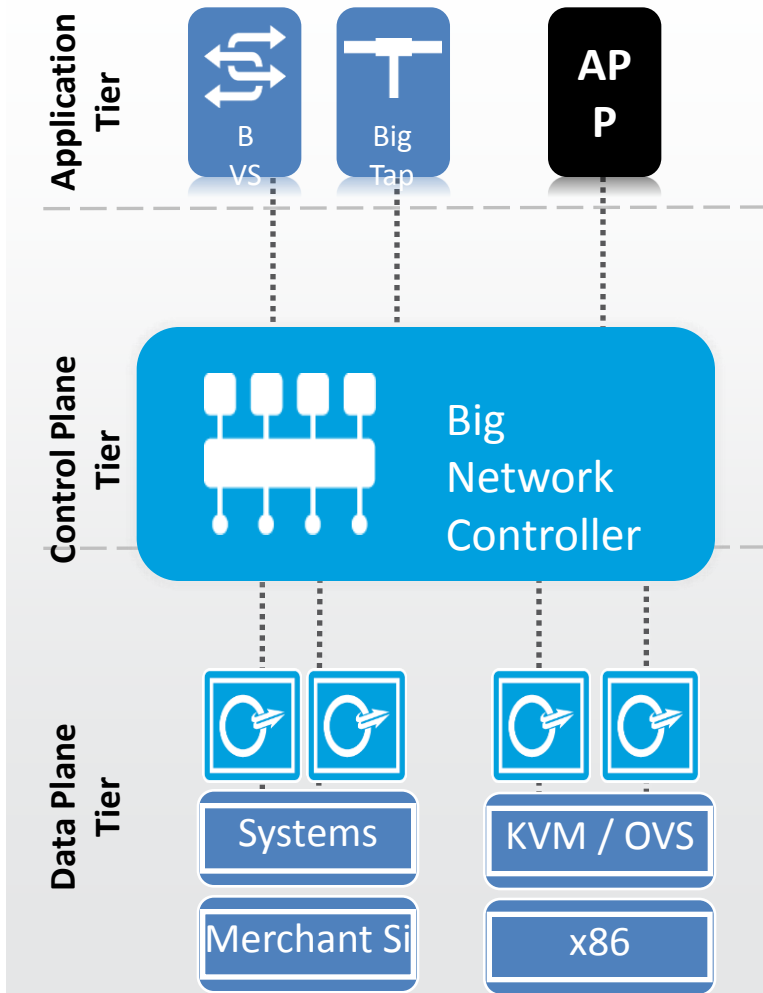 Application
Tier
B
VS
Big
Tap
AP
P
Control Plane
Tier
Big
Network
Controller
Data Plane
Tier
Systems
KVM / OVS
Merchant Si
x86